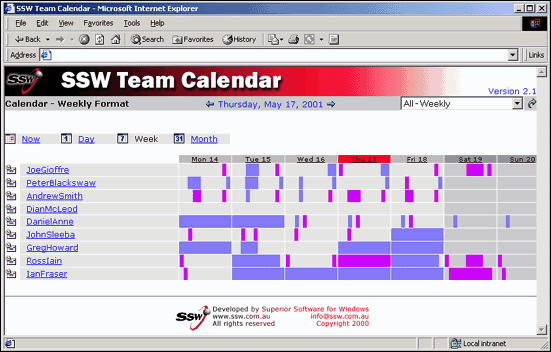 SSW Team Calendar - Microsoft Internet Explorer
File Edit View Favorites Tools Help
Back Search Favorites History
Address Links
SSW SSW Team Calendar
Version 2.1
Calendar - Weekly Format Thursday, May 17, 2001 All - Weekly
Now 1 Day 7 Week 31 Month
Mon 14 Tue 15 Wed 16 Thu 17 Fri 18 Sat 19 Sun 20
JoeGioffre
PeterBlackswaw
AndrewSmith
DianMcLeod
DanielAnne
JohnSleeba
GregHoward
RossIain
IanFraser
SSW Developed by Superior Software for Windows
www.ssw.com.au info@ssw.com.au
All rights reserved Copyright 2000
Local intranet